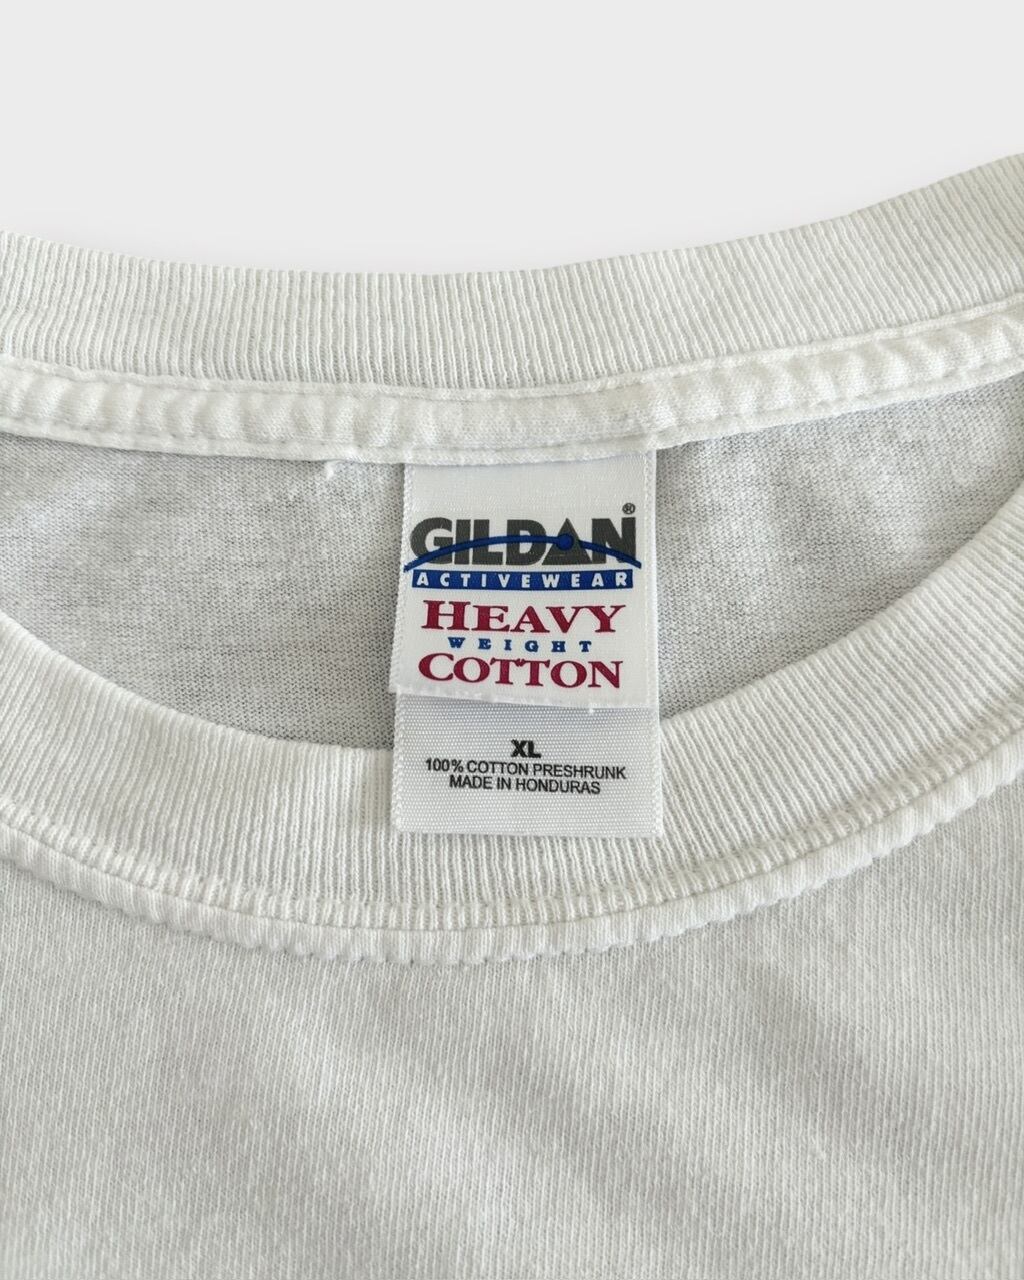 GILDAN®
ACTIVEWEAR
HEAVY
WEIGHT
COTTON
XL
100% COTTON PRESHRUNK
MADE IN HONDURAS